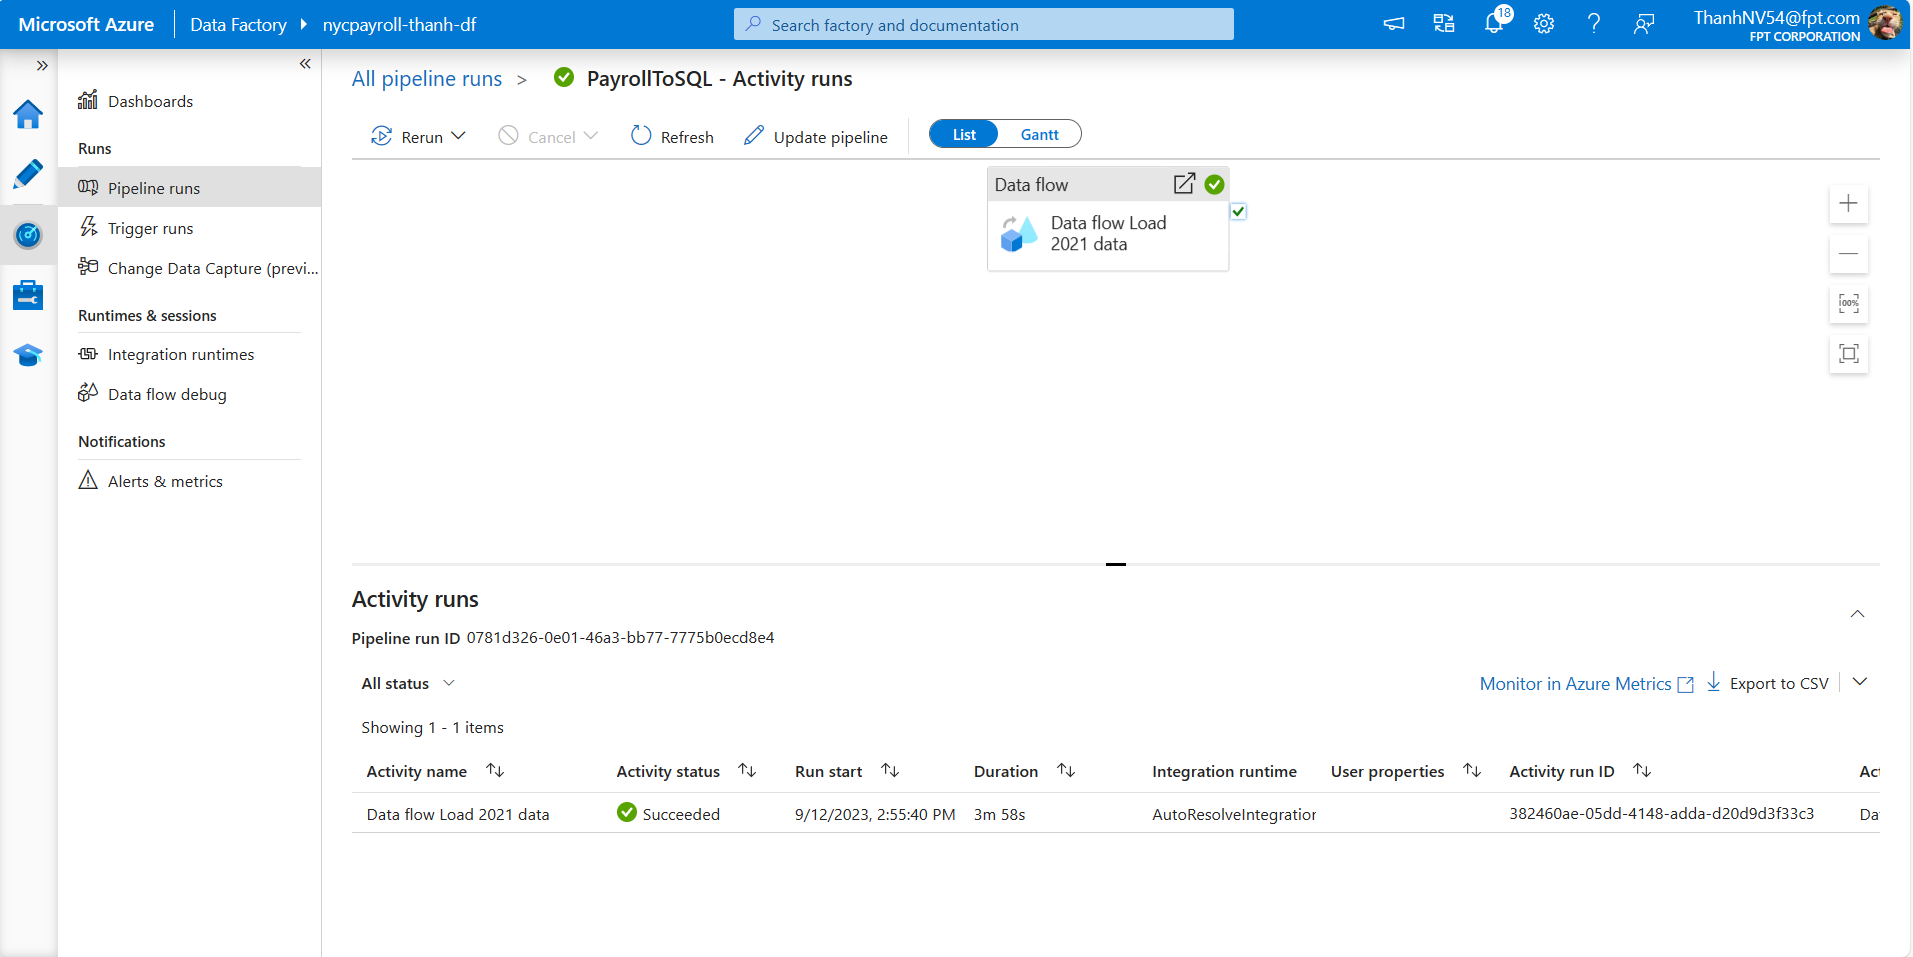 Microsoft Azure
Data Factory
nycpayroll-thanh-df
Search factory and documentation
18
ThanhNV54@fpt.com
FPT CORPORATION
Dashboards
Runs
Pipeline runs
Trigger runs
Change Data Capture (previ...
Runtimes & sessions
Integration runtimes
Data flow debug
Notifications
Alerts & metrics
All pipeline runs > PayrollToSQL - Activity runs
Rerun
Cancel
Refresh
Update pipeline
List
Gantt
Data flow
Data flow Load
2021 data
100%
Activity runs
Pipeline run ID 0781d326-0e01-46a3-bb77-7775b0ecd8e4
All status
Monitor in Azure Metrics
Export to CSV
Showing 1 - 1 items
Activity name Activity status Run start Duration Integration runtime User properties Activity run ID Act
Data flow Load 2021 data Succeeded 9/12/2023, 2:55:40 PM 3m 58s AutoResolveIntegration 382460ae-05dd-4148-adda-d20d9d3f33c3 Da